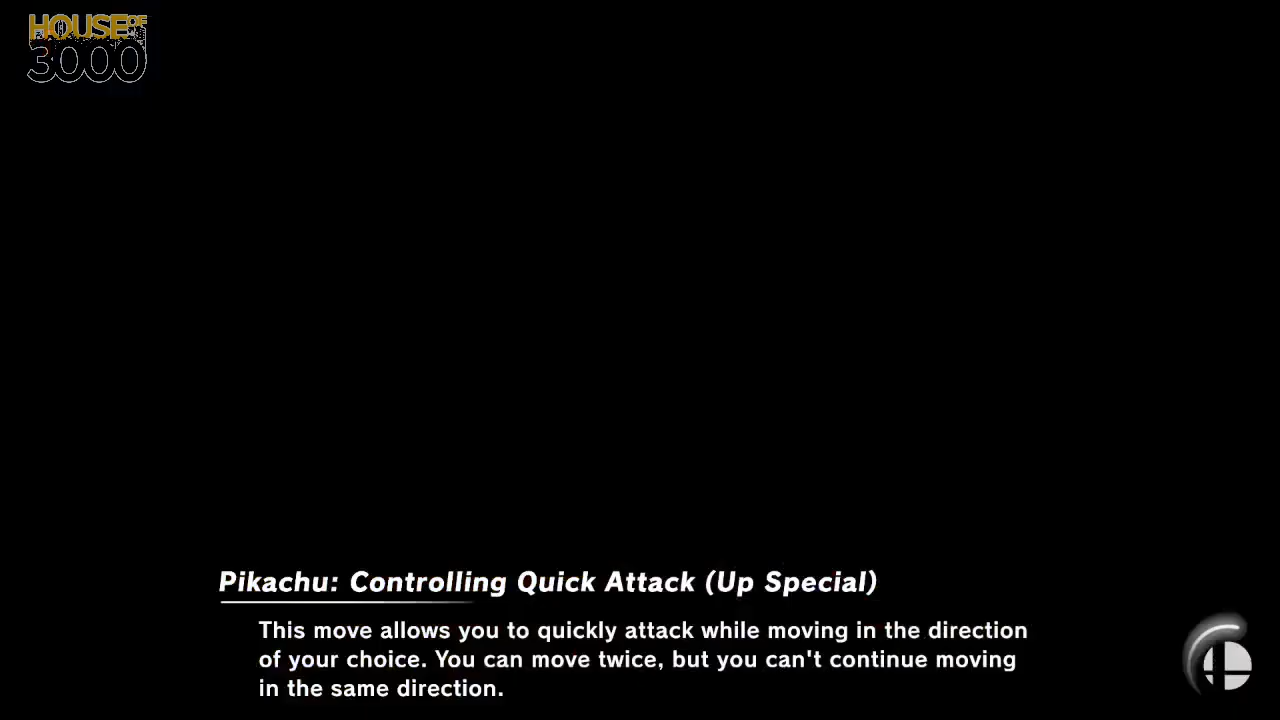 HOUSE OF
3000
Pikachu: Controlling Quick Attack (Up Special)
This move allows you to quickly attack while moving in the direction
of your choice. You can move twice, but you can't continue moving
in the same direction.